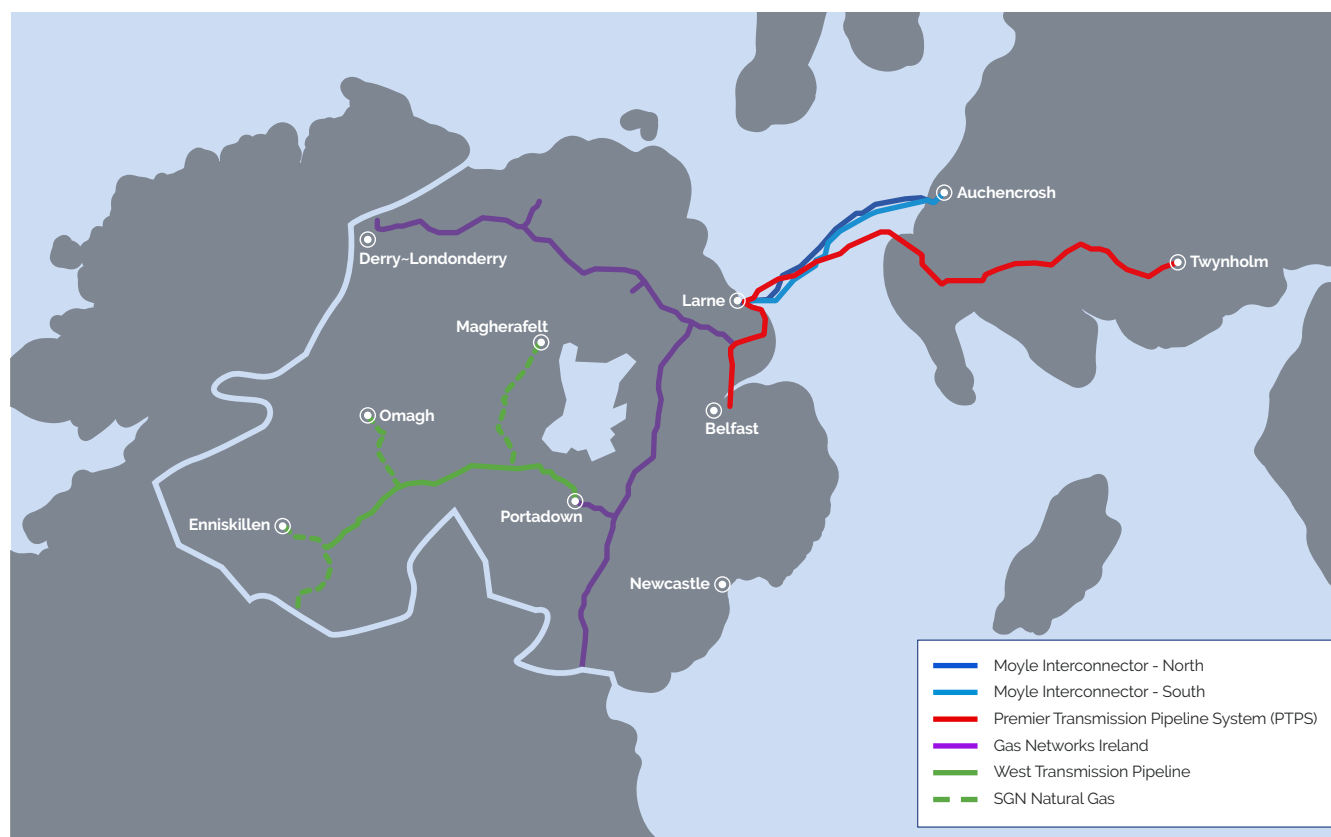 Auchencrosh
Derry~Londonderry
Twynholm
Larne
Magherafelt
Omagh
Belfast
Portadown
Enniskillen
Newcastle
Moyle Interconnector - North
Moyle Interconnector - South
Premier Transmission Pipeline System (PTPS)
Gas Networks Ireland
West Transmission Pipeline
SGN Natural Gas